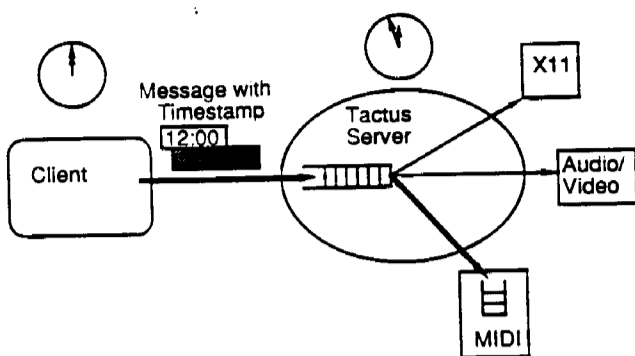 Message with
Timestamp
12:00
Client
Tactus
Server
X11
Audio/
Video
MIDI